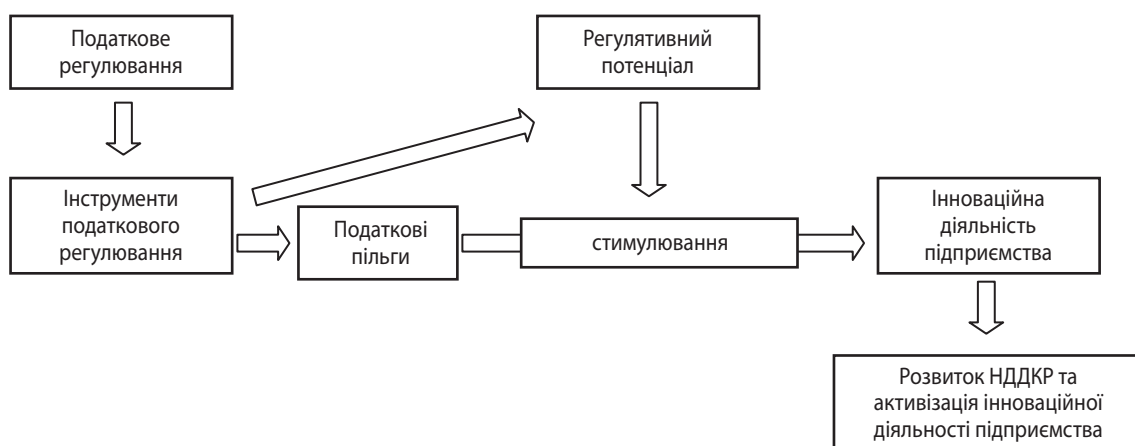 Податкове
регулювання
Регулятивний
потенціал
Інструменти
податкового
регулювання
Податкові
пільги
стимулювання
Інноваційна
діяльність
підприємства
Розвиток НДДКР та
активізація інноваційної
діяльності підприємства